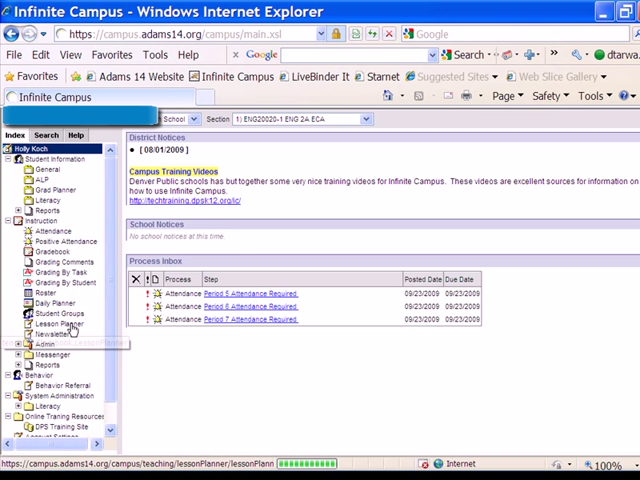 Infinite Campus - Windows Internet Explorer
https://campus.adams14.org/campus/main.xsl
Google
File Edit View Favorites Tools Help
Google
Search
dtarwa
Favorites
Adams 14 Website
Infinite Campus
LiveBinder It
Starnet
Suggested Sites
Web Slice Gallery
Infinite Campus
Page Safety Tools
School
Section
1) ENG20020-1 ENG 2A ECA
Index Search Help
Holly Koch
Student Information
General
ALP
Grad Planner
Literacy
Reports
Instruction
Attendance
Positive Attendance
Gradebook
Grading Comments
Grading By Task
Grading By Student
Roster
Daily Planner
Student Groups
Lesson Planner
Newsletter
Admin
Messenger
Reports
Behavior
Behavior Referral
System Administration
Literacy
Online Traning Resources
DPS Training Site
Account Settings
District Notices
• [ 08/01/2009 ]
Campus Training Videos
Denver Public schools has but together some very nice training videos for Infinite Campus. These videos are excellent sources for information on
how to use Infinite Campus.
http://techtraining.dpsk12.org/ic/
School Notices
No school notices at this time.
Process Inbox
Process Step Posted Date Due Date
! Attendance Period 5 Attendance Required 09/23/2009 09/23/2009
! Attendance Period 6 Attendance Required 09/23/2009 09/23/2009
! Attendance Period 7 Attendance Required 09/23/2009 09/23/2009
https://campus.adams14.org/campus/teaching/lessonPlanner/lessonPlann
Internet
100%